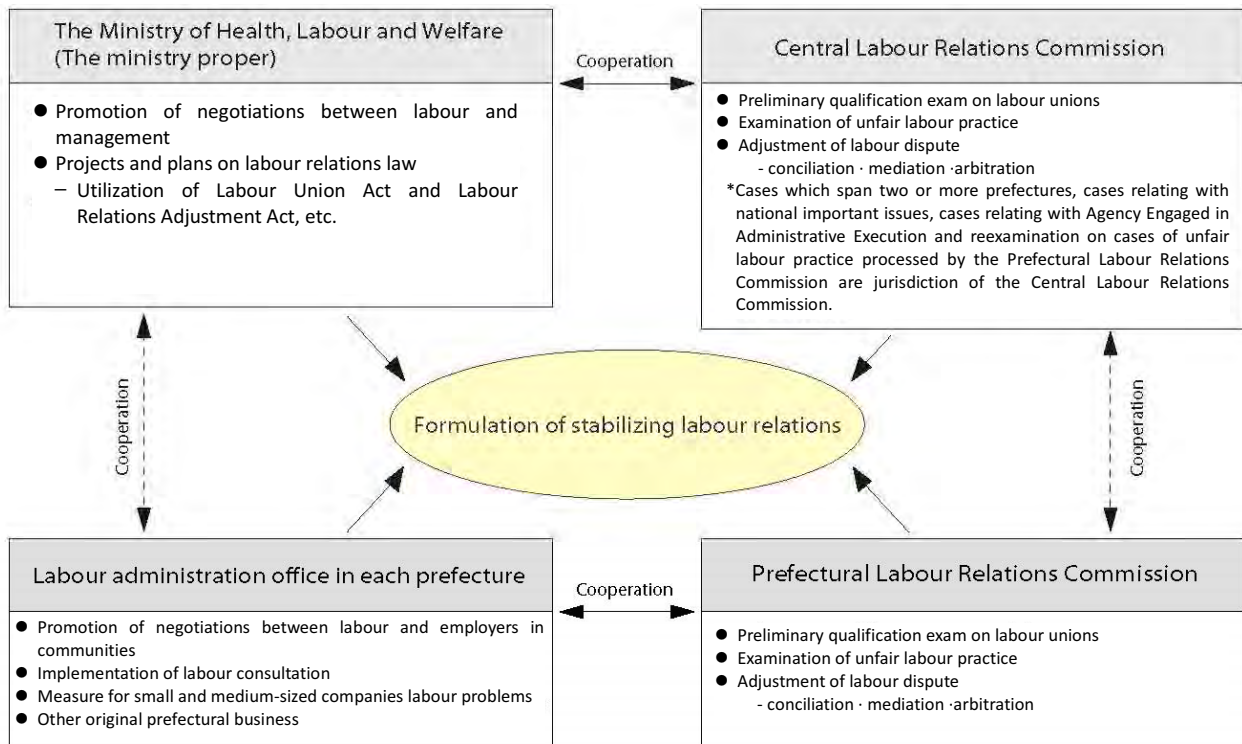 The Ministry of Health, Labour and Welfare
(The ministry proper)
● Promotion of negotiations between labour and
management
● Projects and plans on labour relations law
– Utilization of Labour Union Act and Labour
Relations Adjustment Act, etc.
Cooperation
Central Labour Relations Commission
● Preliminary qualification exam on labour unions
● Examination of unfair labour practice
● Adjustment of labour dispute
- conciliation · mediation ·arbitration
*Cases which span two or more prefectures, cases relating with
national important issues, cases relating with Agency Engaged in
Administrative Execution and reexamination on cases of unfair
labour practice processed by the Prefectural Labour Relations
Commission are jurisdiction of the Central Labour Relations
Commission.
Cooperation
Formulation of stabilizing labour relations
Cooperation
Labour administration office in each prefecture
● Promotion of negotiations between labour and employers in
communities
● Implementation of labour consultation
● Measure for small and medium-sized companies labour problems
● Other original prefectural business
Cooperation
Prefectural Labour Relations Commission
● Preliminary qualification exam on labour unions
● Examination of unfair labour practice
● Adjustment of labour dispute
- conciliation · mediation ·arbitration